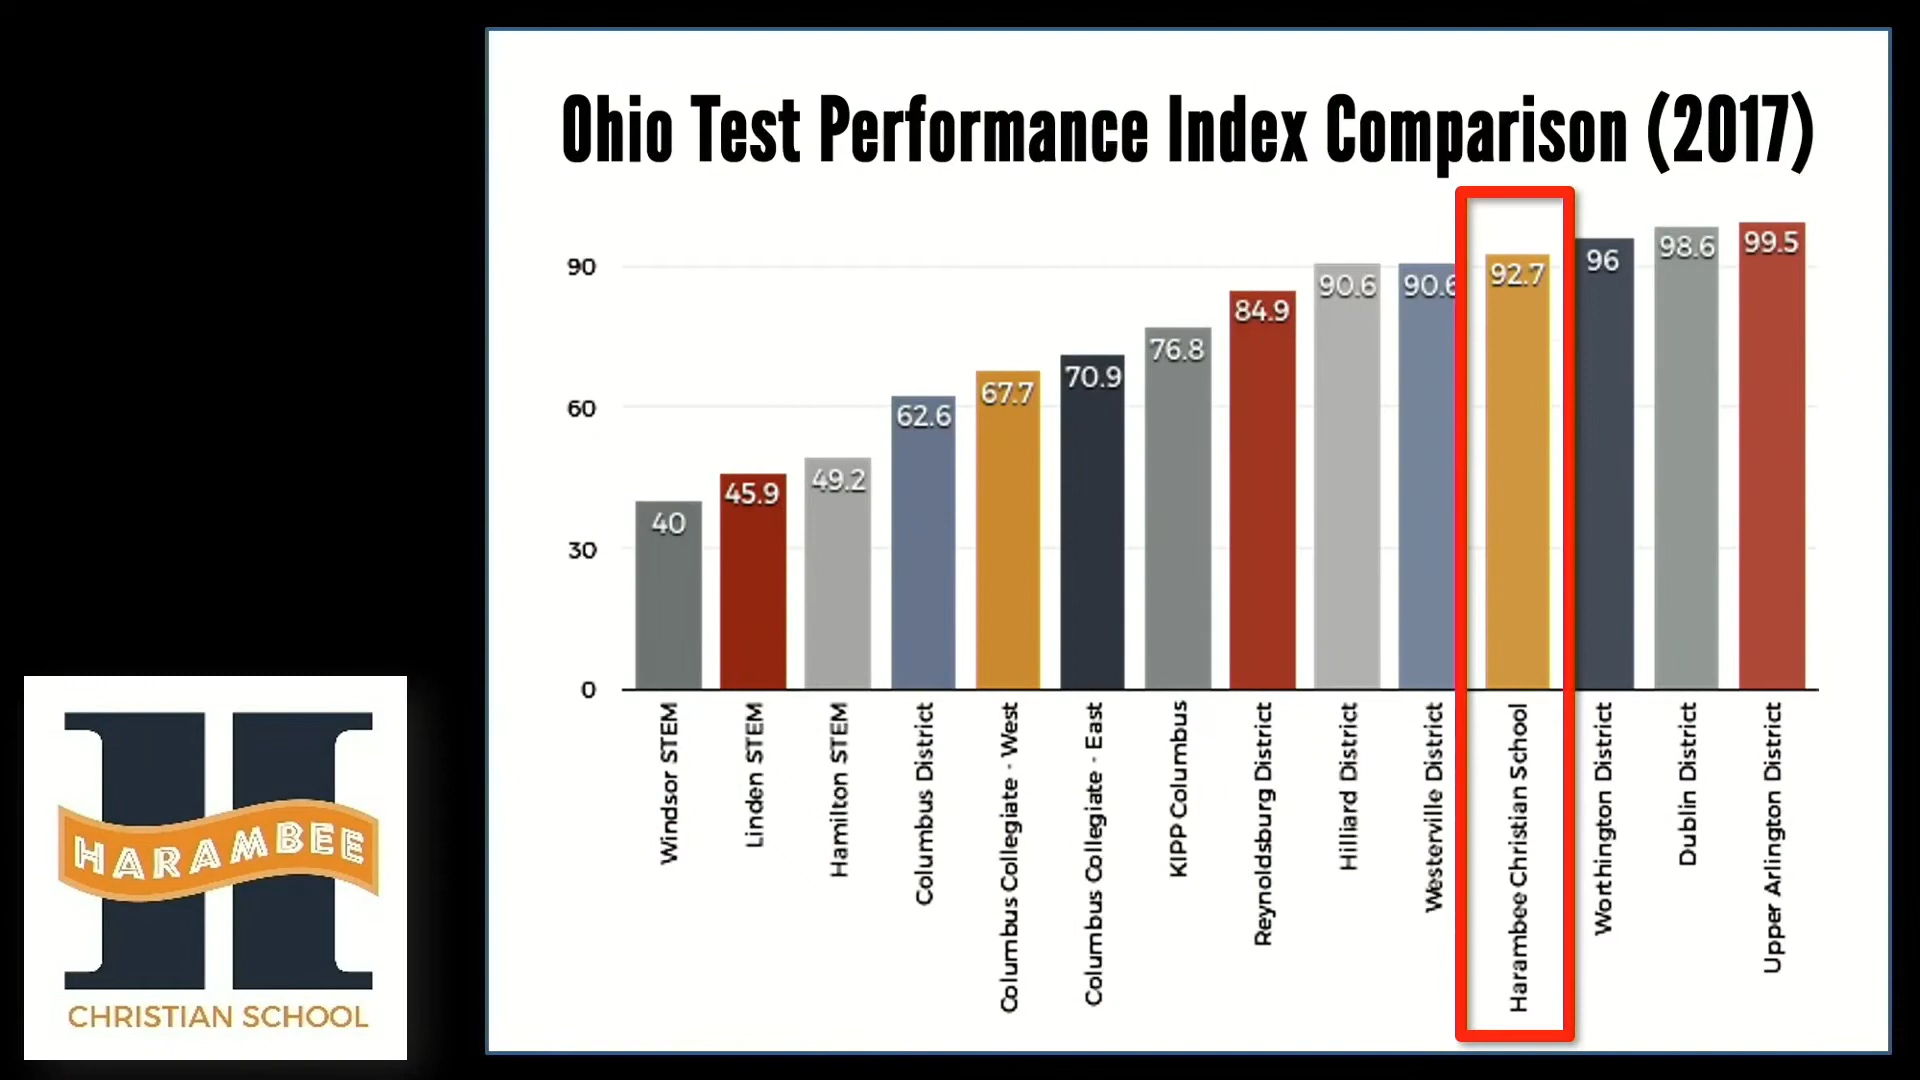 Ohio Test Performance Index Comparison (2017)
90
60
30
0
40
45.9
49.2
62.6
67.7
70.9
76.8
84.9
90.6
90.6
92.7
96
98.6
99.5
Windsor STEM
Linden STEM
Hamilton STEM
Columbus District
Columbus Collegiate - West
Columbus Collegiate - East
KIPP Columbus
Reynoldsburg District
Hilliard District
Westerville District
Harambee Christian School
Worthington District
Dublin District
Upper Arlington District
HARAMBEE
CHRISTIAN SCHOOL